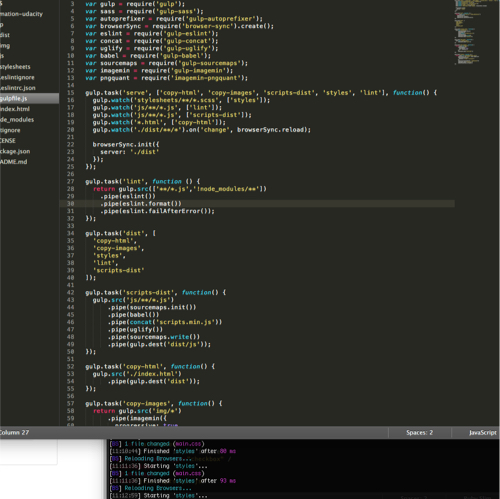 mation-udacity
dist
img
js
stylesheets
eslintignore
eslintrc.json
gulpfile.js
index.html
de_modules
tignore
CENSE
ckage.json
ADME.md
3 var gulp = require('gulp');
4 var sass = require('gulp-sass');
5 var autoprefixer = require('gulp-autoprefixer');
6 var browserSync = require('browser-sync').create();
7 var eslint = require('gulp-eslint');
8 var concat = require('gulp-concat');
9 var uglify = require('gulp-uglify');
10 var babel = require('gulp-babel');
11 var sourcemaps = require('gulp-sourcemaps');
12 var imagemin = require('gulp-imagemin');
13 var pngquant = require('imagemin-pngquant');
14
15 gulp.task('serve', ['copy-html', 'copy-images', 'scripts-dist', 'styles', 'lint'], function() {
16 gulp.watch('stylesheets/**/*.scss', ['styles']);
17 gulp.watch('js/**/*.js', ['lint']);
18 gulp.watch('js/**/*.js', ['scripts-dist']);
19 gulp.watch('*.html', ['copy-html']);
20 gulp.watch('./dist/**/*').on('change', browserSync.reload);
21
22 browserSync.init({
23 server: './dist'
24 });
25 });
26
27 gulp.task('lint', function () {
28 return gulp.src(['**/*.js','!node_modules/**'])
29 .pipe(eslint())
30 .pipe(eslint.format())
31 .pipe(eslint.failAfterError());
32 });
33
34 gulp.task('dist', [
35 'copy-html',
36 'copy-images',
37 'styles',
38 'lint',
39 'scripts-dist'
40 ]);
41
42 gulp.task('scripts-dist', function() {
43 gulp.src('js/**/*.js')
44 .pipe(sourcemaps.init())
45 .pipe(babel())
46 .pipe(concat('scripts.min.js'))
47 .pipe(uglify())
48 .pipe(sourcemaps.write())
49 .pipe(gulp.dest('dist/js'));
50 });
51
52 gulp.task('copy-html', function() {
53 gulp.src('./index.html')
54 .pipe(gulp.dest('dist'));
55 });
56
57 gulp.task('copy-images', function() {
58 return gulp.src('img/*')
59 .pipe(imagemin({
progressive: true,
Column 27
Spaces: 2
JavaScript
[BS] 1 file changed (main.css)
[11:10:44] Finished 'styles' after 80 ms
[BS] Reloading Browsers...
[11:11:36] Starting 'styles'...
[BS] 1 file changed (main.css)
[11:11:36] Finished 'styles' after 93 ms
[BS] Reloading Browsers...
[11:12:59] Starting 'styles'...